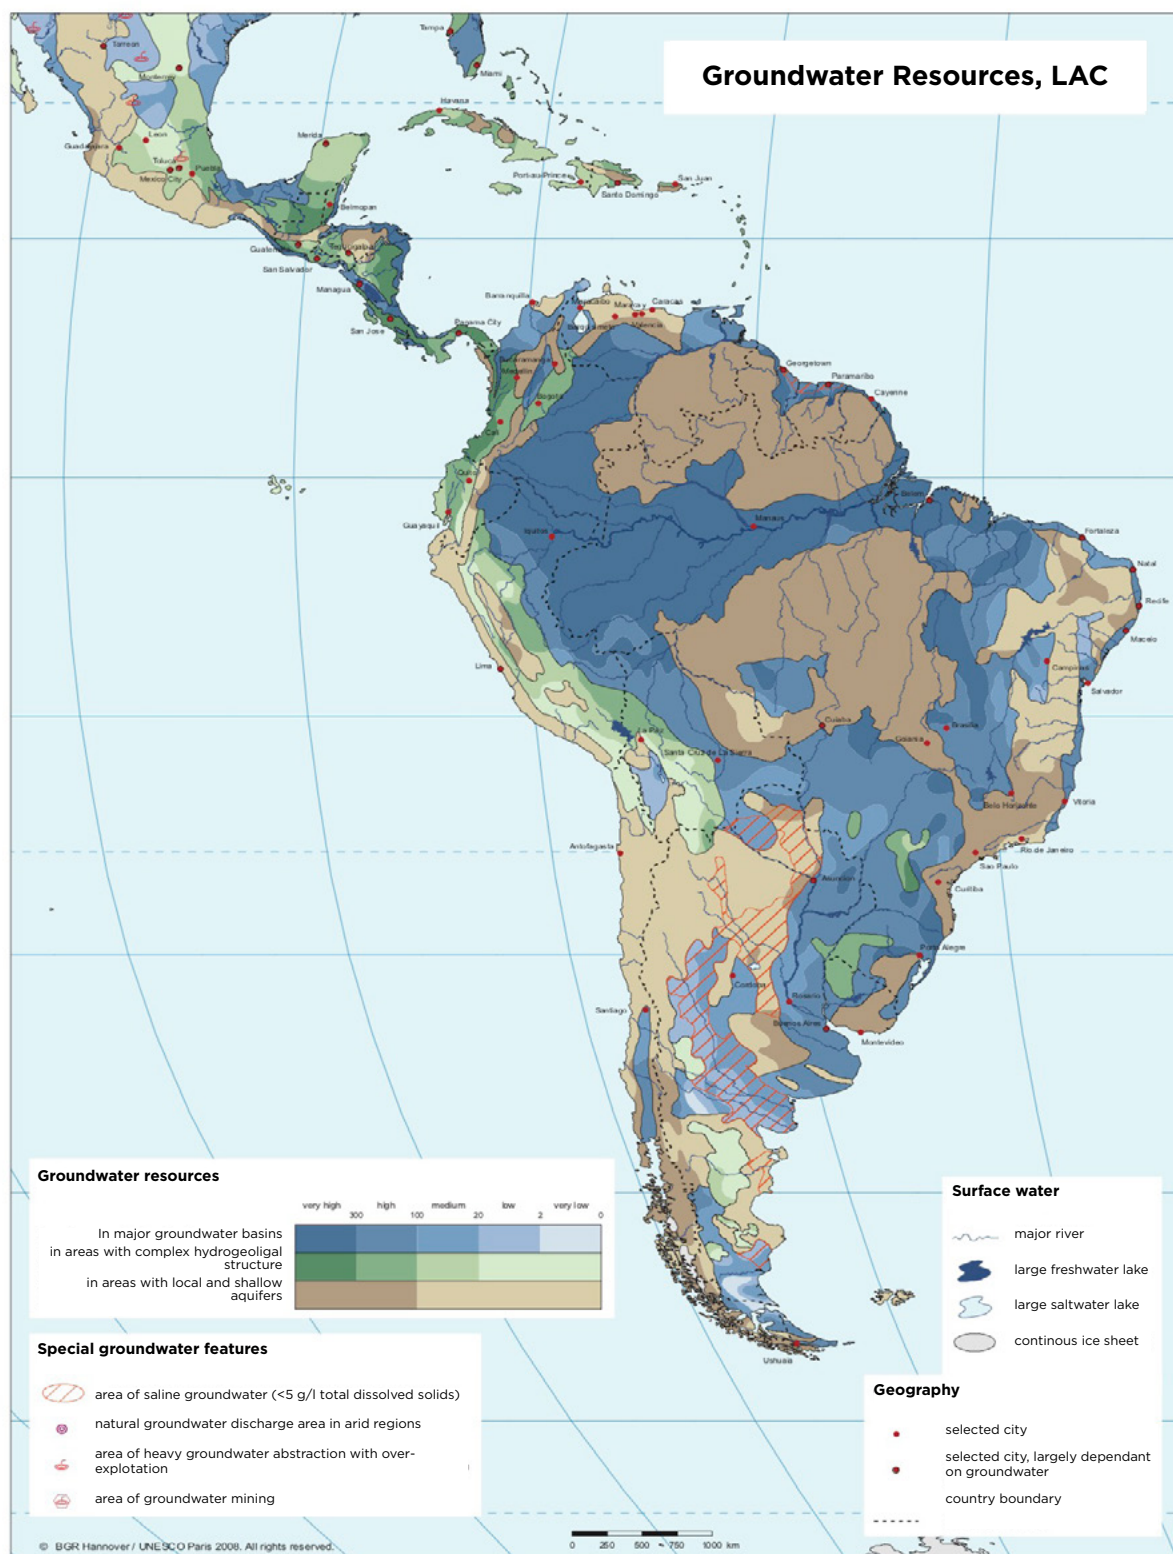 Groundwater Resources, LAC
Tampa
Torreon
Miami
Monterrey
Havana
Leon
Merida
Guadalajara
Toluca
Puebla
Mexico City
Port-au-Prince
San Juan
Santo Domingo
Belmopan
Guatemala
Tegucigalpa
San Salvador
Managua
Barranquilla
Maracaibo
Maracay
Caracas
Barquisimeto
Valencia
San Jose
Panama City
Bucaramanga
Medellin
Georgetown
Paramaribo
Cayenne
Bogota
Cali
Quito
Belem
Guayaquil
Iquitos
Manaus
Fortaleza
Natal
Recife
Maceio
Lima
Campinas
Salvador
La Paz
Cuiaba
Brasilia
Goiania
Santa Cruz de La Sierra
Belo Horizonte
Vitoria
Antofagasta
Rio de Janeiro
Sao Paulo
Asuncion
Curitiba
Porto Alegre
Cordoba
Santiago
Rosario
Buenos Aires
Montevideo
Ushuaia
Groundwater resources
very high high medium low very low
300 100 20 2 0
In major groundwater basins
in areas with complex hydrogeoligal
structure
in areas with local and shallow
aquifers
Special groundwater features
area of saline groundwater (<5 g/l total dissolved solids)
natural groundwater discharge area in arid regions
area of heavy groundwater abstraction with over-
explotation
area of groundwater mining
Surface water
major river
large freshwater lake
large saltwater lake
continous ice sheet
Geography
selected city
selected city, largely dependant
on groundwater
country boundary
0 250 500 750 1000 km
© BGR Hannover / UNESCO Paris 2008. All rights reserved.